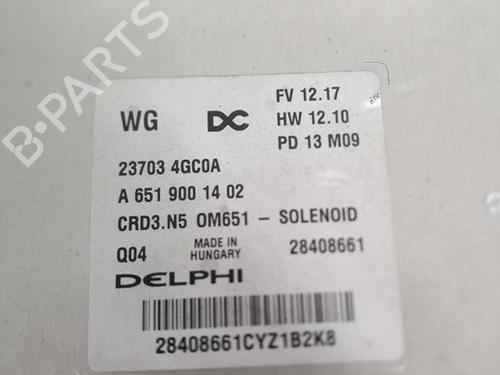 WG DC FV 12.17
HW 12.10
PD 13 M09
23703 4GC0A
A 651 900 14 02
CRD3.N5 OM651 - SOLENOID
Q04 MADE IN HUNGARY 28408661
DELPHI
28408661CYZ1B2K8
B-PARTS